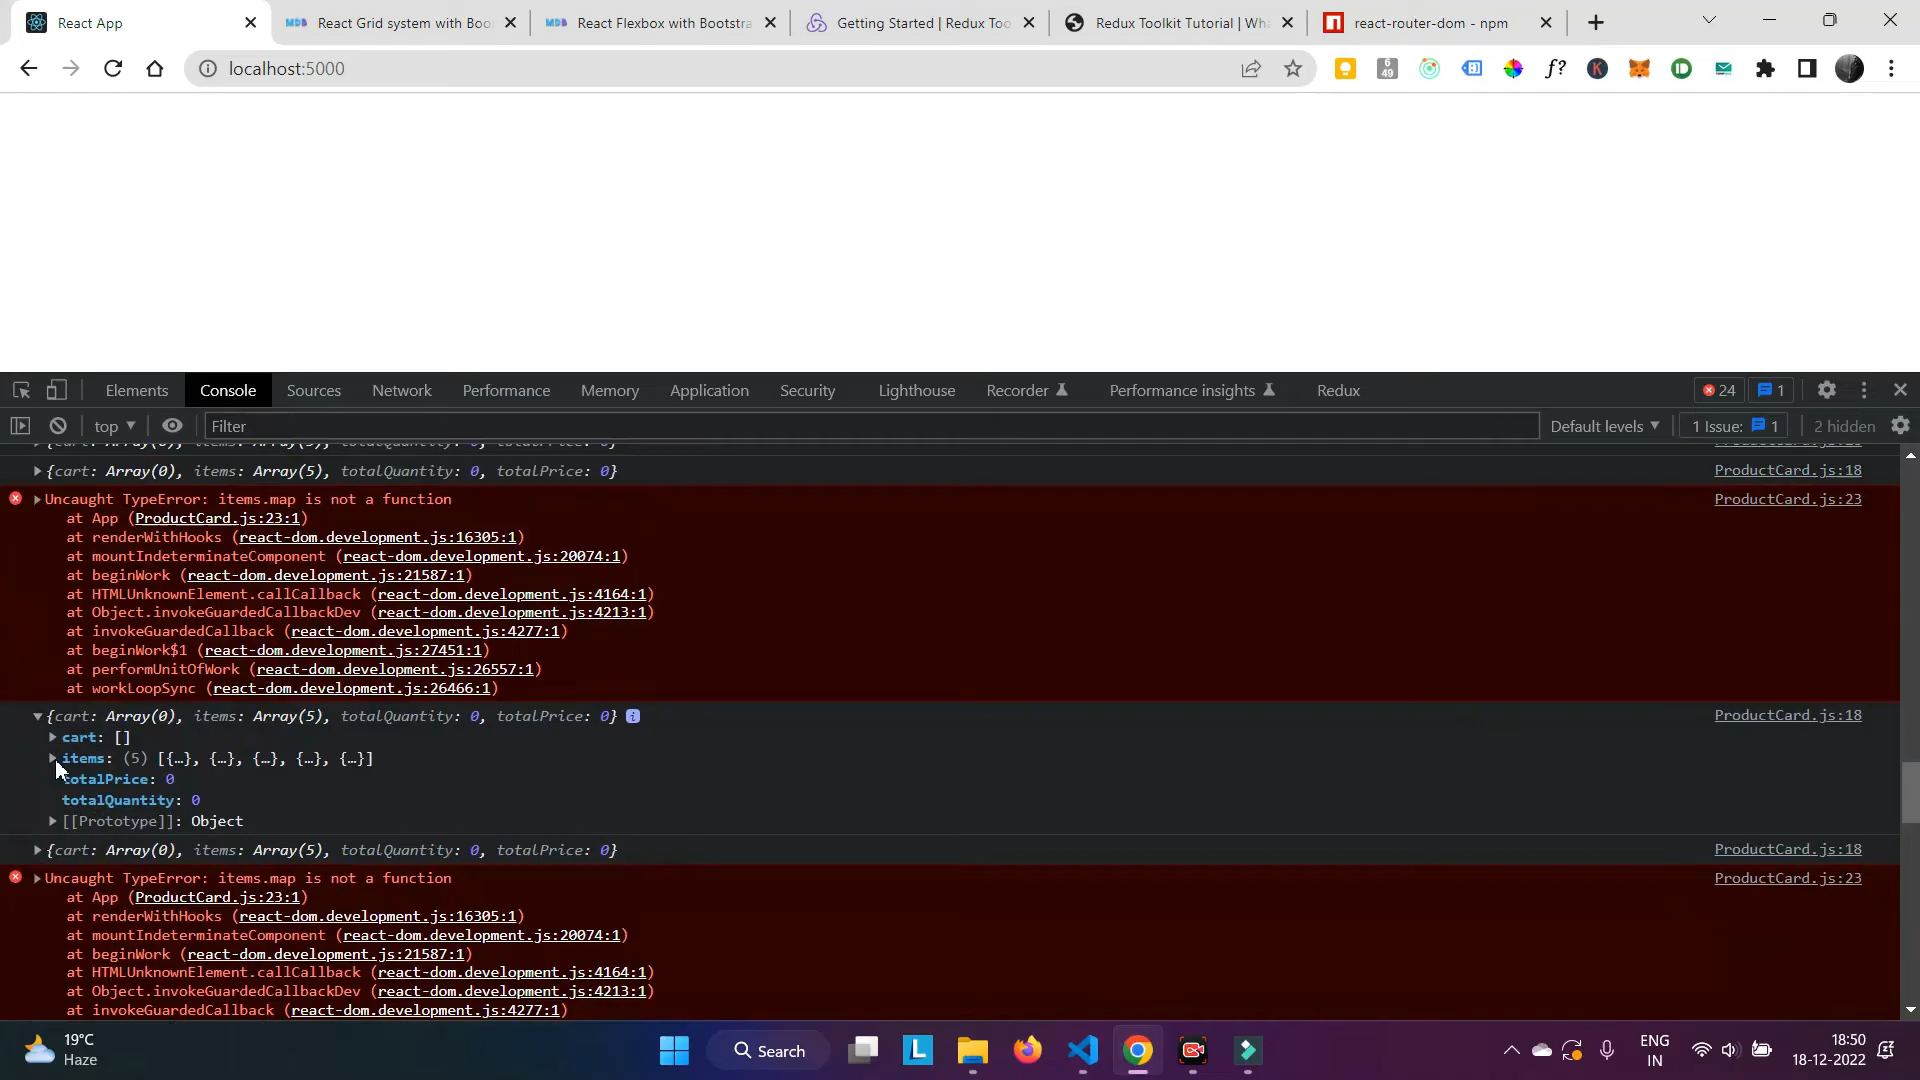 React App
React Grid system with Boo
React Flexbox with Bootstra
Getting Started | Redux Too
Redux Toolkit Tutorial | Wha
react-router-dom - npm
localhost:5000
6
49
f?
K
Elements
Console
Sources
Network
Performance
Memory
Application
Security
Lighthouse
Recorder
Performance insights
Redux
24
1
top
Filter
Default levels
1 Issue: 1
2 hidden
{cart: Array(0), items: Array(5), totalQuantity: 0, totalPrice: 0} ProductCard.js:18
Uncaught TypeError: items.map is not a function ProductCard.js:23
at App (ProductCard.js:23:1)
at renderWithHooks (react-dom.development.js:16305:1)
at mountIndeterminateComponent (react-dom.development.js:20074:1)
at beginWork (react-dom.development.js:21587:1)
at HTMLUnknownElement.callCallback (react-dom.development.js:4164:1)
at Object.invokeGuardedCallbackDev (react-dom.development.js:4213:1)
at invokeGuardedCallback (react-dom.development.js:4277:1)
at beginWork$1 (react-dom.development.js:27451:1)
at performUnitOfWork (react-dom.development.js:26557:1)
at workLoopSync (react-dom.development.js:26466:1)
{cart: Array(0), items: Array(5), totalQuantity: 0, totalPrice: 0} i ProductCard.js:18
cart: []
items: (5) [{…}, {…}, {…}, {…}, {…}]
totalPrice: 0
totalQuantity: 0
[[Prototype]]: Object
{cart: Array(0), items: Array(5), totalQuantity: 0, totalPrice: 0} ProductCard.js:18
Uncaught TypeError: items.map is not a function ProductCard.js:23
at App (ProductCard.js:23:1)
at renderWithHooks (react-dom.development.js:16305:1)
at mountIndeterminateComponent (react-dom.development.js:20074:1)
at beginWork (react-dom.development.js:21587:1)
at HTMLUnknownElement.callCallback (react-dom.development.js:4164:1)
at Object.invokeGuardedCallbackDev (react-dom.development.js:4213:1)
at invokeGuardedCallback (react-dom.development.js:4277:1)
19°C
Haze
Search
L
ENG
IN
18:50
18-12-2022